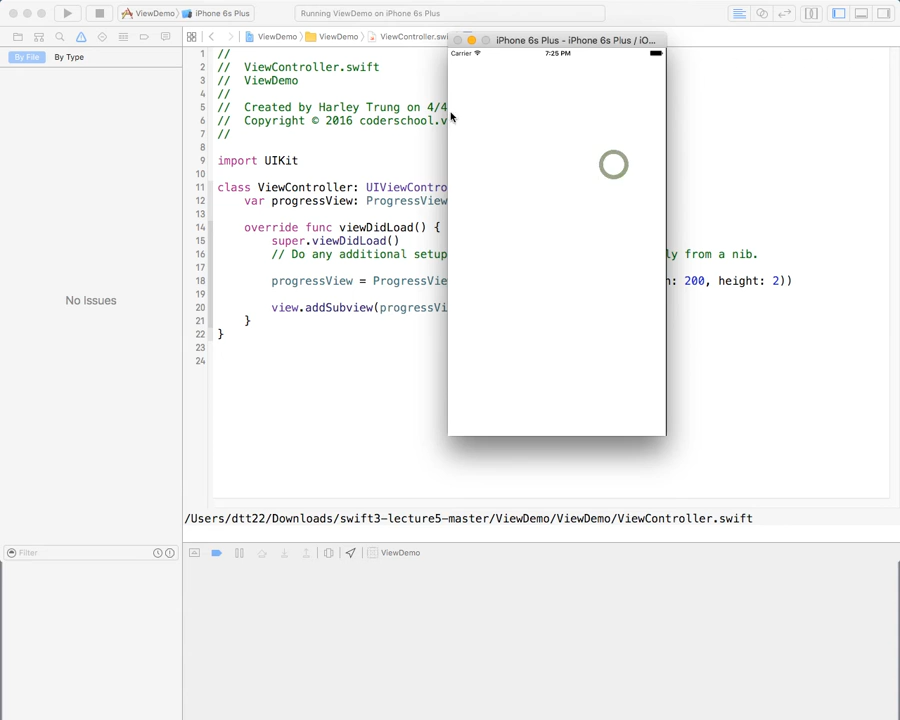 ViewDemo iPhone 6s Plus Running ViewDemo on iPhone 6s Plus
ViewDemo ViewDemo ViewController.swi
By File By Type
iPhone 6s Plus - iPhone 6s Plus / iO...
Carrier 7:25 PM
1 //
2 // ViewController.swift
3 // ViewDemo
4 //
5 // Created by Harley Trung on 4/4
6 // Copyright © 2016 coderschool.v
7 //
8
9 import UIKit
10
11 class ViewController: UIViewContro
12 var progressView: ProgressView
13
14 override func viewDidLoad() {
15 super.viewDidLoad()
16 // Do any additional setup ly from a nib.
17
18 progressView = ProgressVie n: 200, height: 2))
19
20 view.addSubview(progressVi
21 }
22 }
23
24
No Issues
/Users/dtt22/Downloads/swift3-lecture5-master/ViewDemo/ViewDemo/ViewController.swift
Filter
ViewDemo